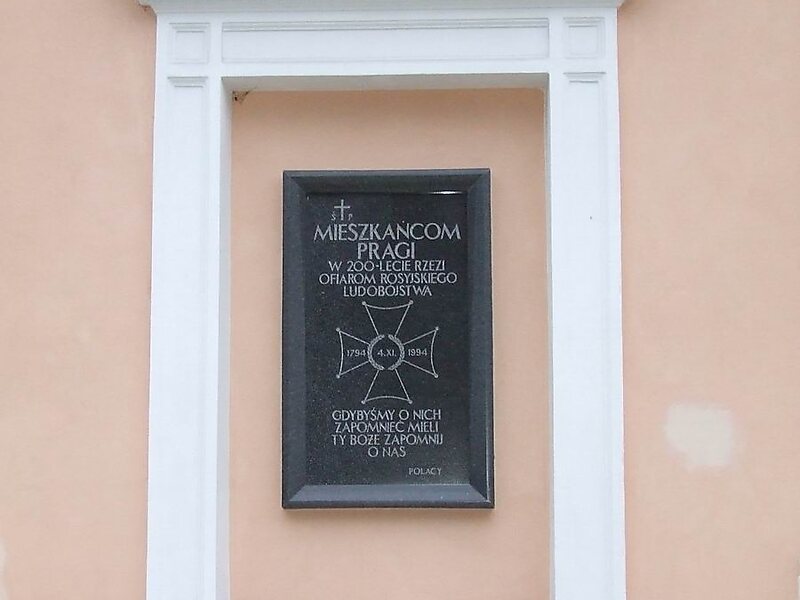 Ś P
MIESZKAŃCOM
PRAGI
W 200-LECIE RZEZI
OFIAROM ROSYJSKIEGO
LUDOBÓJSTWA
1794 4.XI. 1994
GDYBYŚMY O NICH
ZAPOMNIEĆ MIELI
TY BOŻE ZAPOMNIJ
O NAS
POLACY